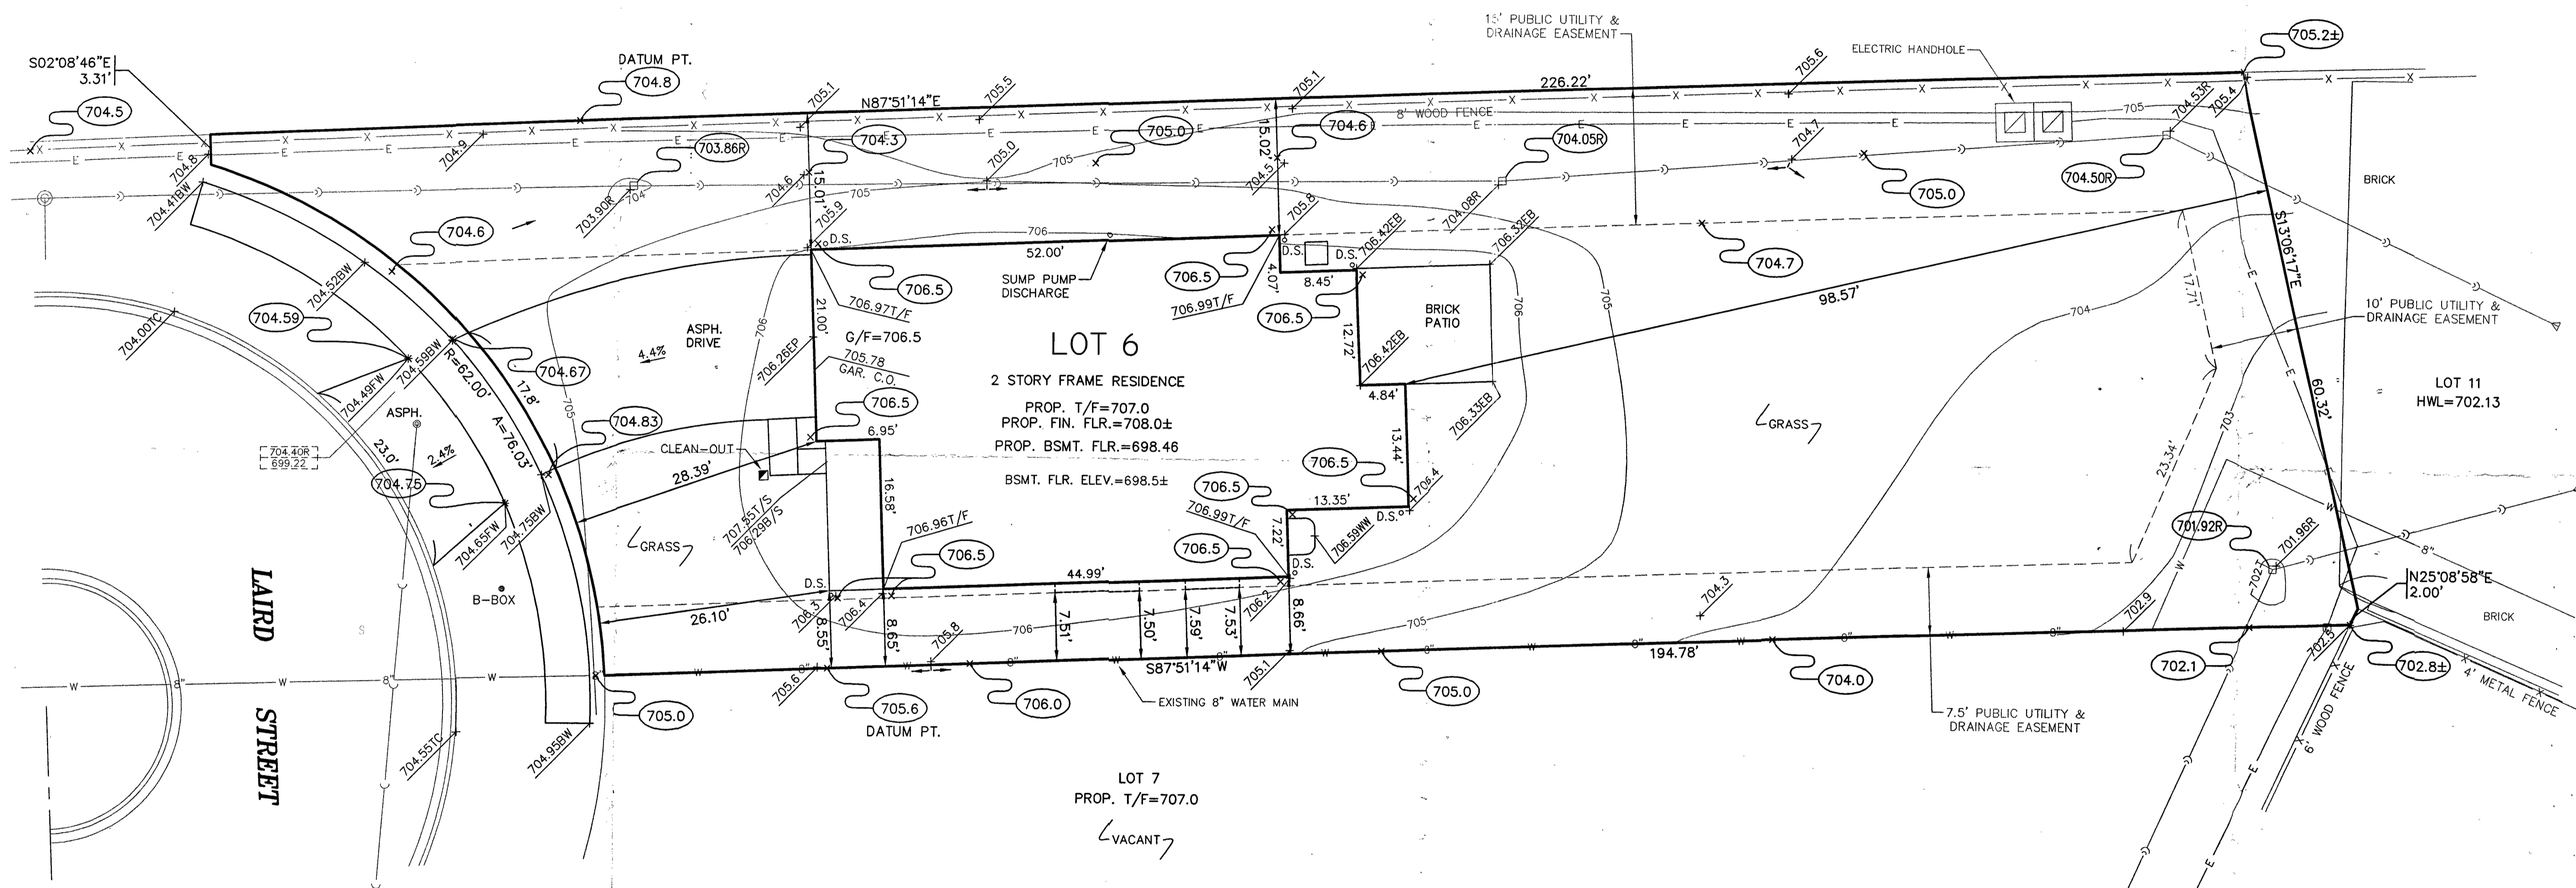 15' PUBLIC UTILITY &
DRAINAGE EASEMENT
ELECTRIC HANDHOLE
705.2±
S02°08'46"E
3.31'
DATUM PT.
704.8
704.5
N87°51'14"E
226.22'
705.1
705.5
705.1
705.6
8' WOOD FENCE
704.9
704.8
704.3
703.86R
705.0
704.6
704.05R
704.7
705
704.53R
705.4
704.50R
705.0
BRICK
704.41BW
703.90R
704
704.6
15.01'
705.9
705
705.0
705
15.02'
704.5
705.8
704.08R
704.6
D.S.
706
52.00'
SUMP PUMP
DISCHARGE
706.5
706.5
D.S.
D.S.
706.42EB
706.32EB
4.07'
8.45'
704.7
98.57'
S13°06'17"E
60.32'
17.71'
23.34'
10' PUBLIC UTILITY &
DRAINAGE EASEMENT
704.52BW
704.59
704.00TC
704.59BW
704.49FW
R=62.00'
A=76.03'
17.8'
704.67
705
ASPH.
DRIVE
4.4%
706
21.00'
706.97T/F
G/F=706.5
705.78
GAR. C.O.
706.26EP
706.5
6.95'
LOT 6
2 STORY FRAME RESIDENCE
PROP. T/F=707.0
PROP. FIN. FLR.=708.0±
PROP. BSMT. FLR.=698.46
BSMT. FLR. ELEV.=698.5±
706.99T/F
706.5
12.72'
BRICK
PATIO
706.42EB
4.84'
706.33EB
706
705
704
703
GRASS
LOT 11
HWL=702.13
ASPH.
704.40R
699.22
23.0'
2.4%
704.75
704.83
704.75BW
704.65FW
CLEAN-OUT
28.39'
707.55T/S
706.29B/S
GRASS
16.58'
706.96T/F
706.5
13.44'
706.5
706.4
706.5
13.35'
D.S.
706.99T/F
7.22'
706.59WW
706.5
D.S.
44.99'
B-BOX
D.S.
26.10'
706.3
706.4
8.55'
8.65'
705.8
706
7.51'
7.50'
7.59'
7.53'
706.2
8.66'
705
704.3
701.92R
701.96R
702
702.9
N25°08'58"E
2.00'
BRICK
LAIRD
STREET
S87°51'14"W
194.78'
705.6
705.1
702.5
705.0
705.6
DATUM PT.
706.0
EXISTING 8" WATER MAIN
705.0
704.0
702.1
702.8±
7.5' PUBLIC UTILITY &
DRAINAGE EASEMENT
6' WOOD FENCE
4' METAL FENCE
704.55TC
704.95BW
LOT 7
PROP. T/F=707.0
VACANT